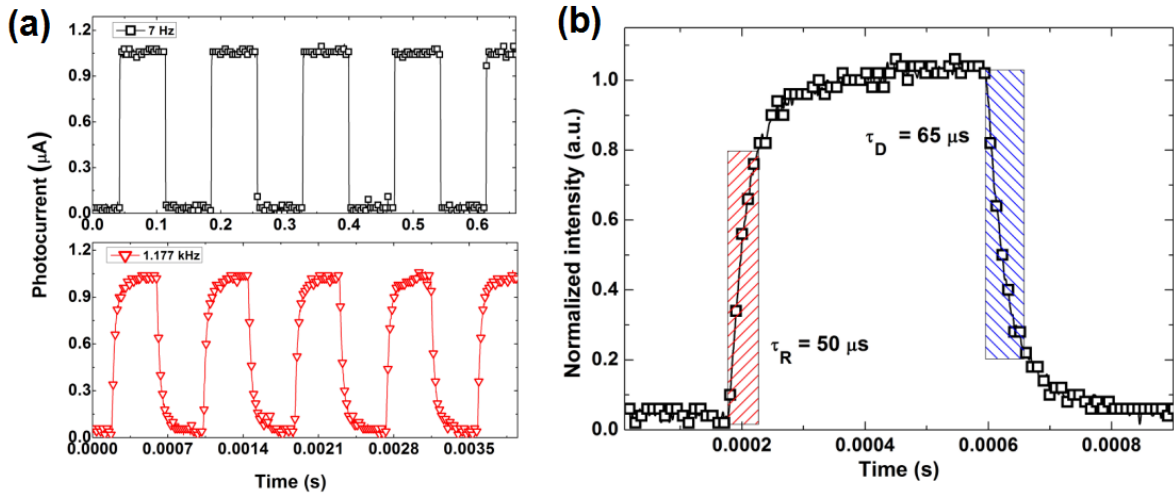 (a)
7 Hz
1.2
0.9
0.6
0.3
0.0
0.0 0.1 0.2 0.3 0.4 0.5 0.6
Photocurrent (μA)
1.177 kHz
1.2
0.9
0.6
0.3
0.0
0.0000 0.0007 0.0014 0.0021 0.0028 0.0035
Time (s)
(b)
Normalized intensity (a.u.)
1.0
0.8
0.6
0.4
0.2
0.0
τD = 65 μs
τR = 50 μs
0.0002 0.0004 0.0006 0.0008
Time (s)